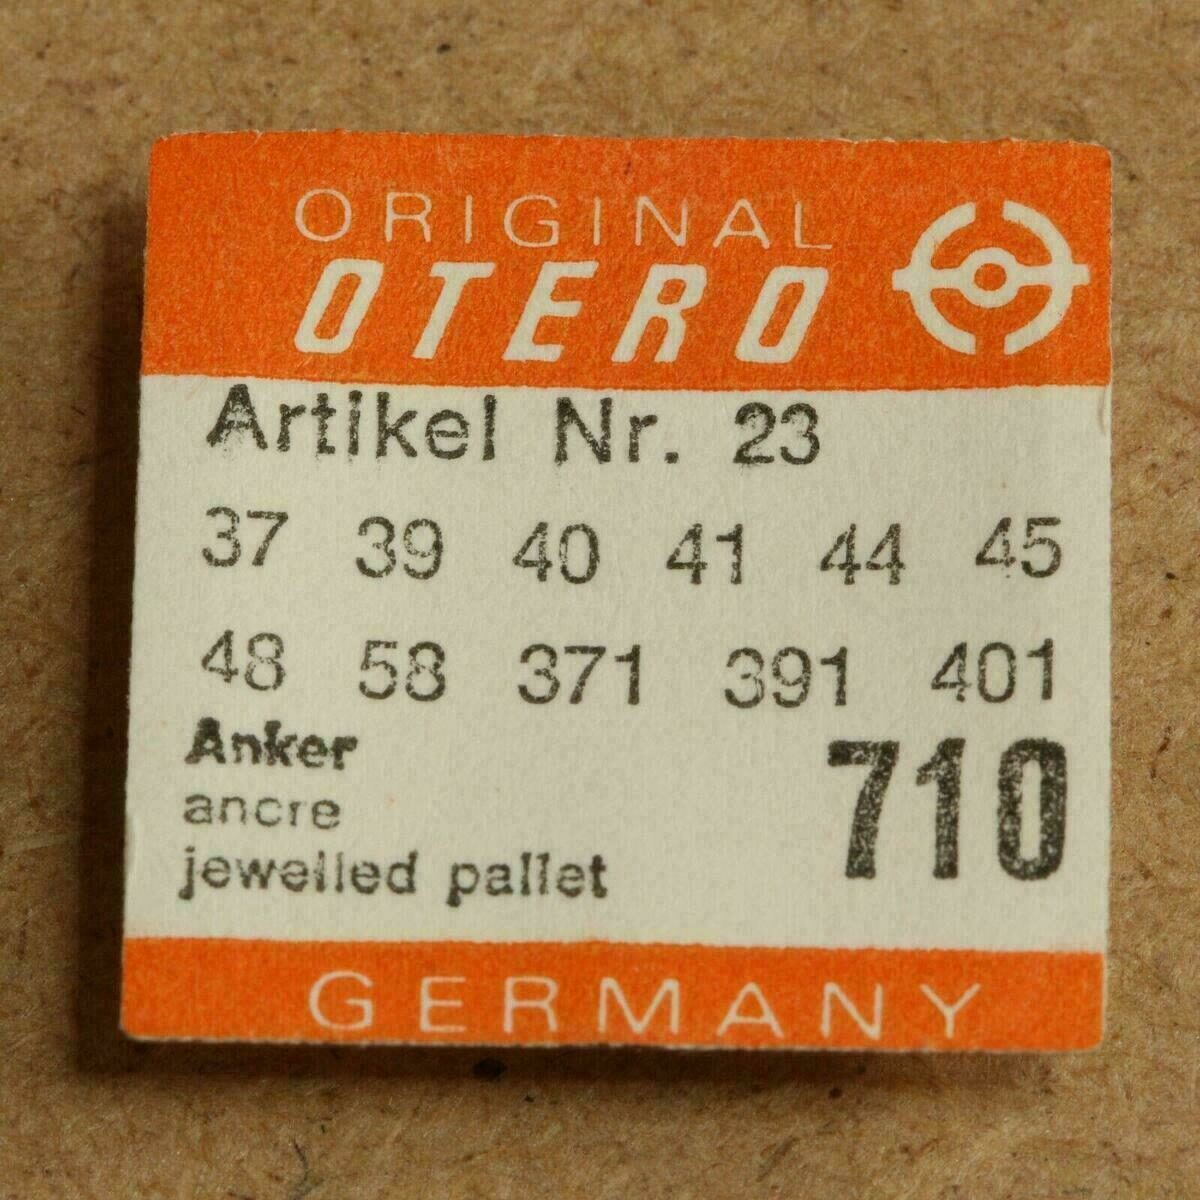 ORIGINAL
OTERO
Artikel Nr. 23
37 39 40 41 44 45
48 58 371 391 401
Anker
ancre
jewelled pallet
710
GERMANY